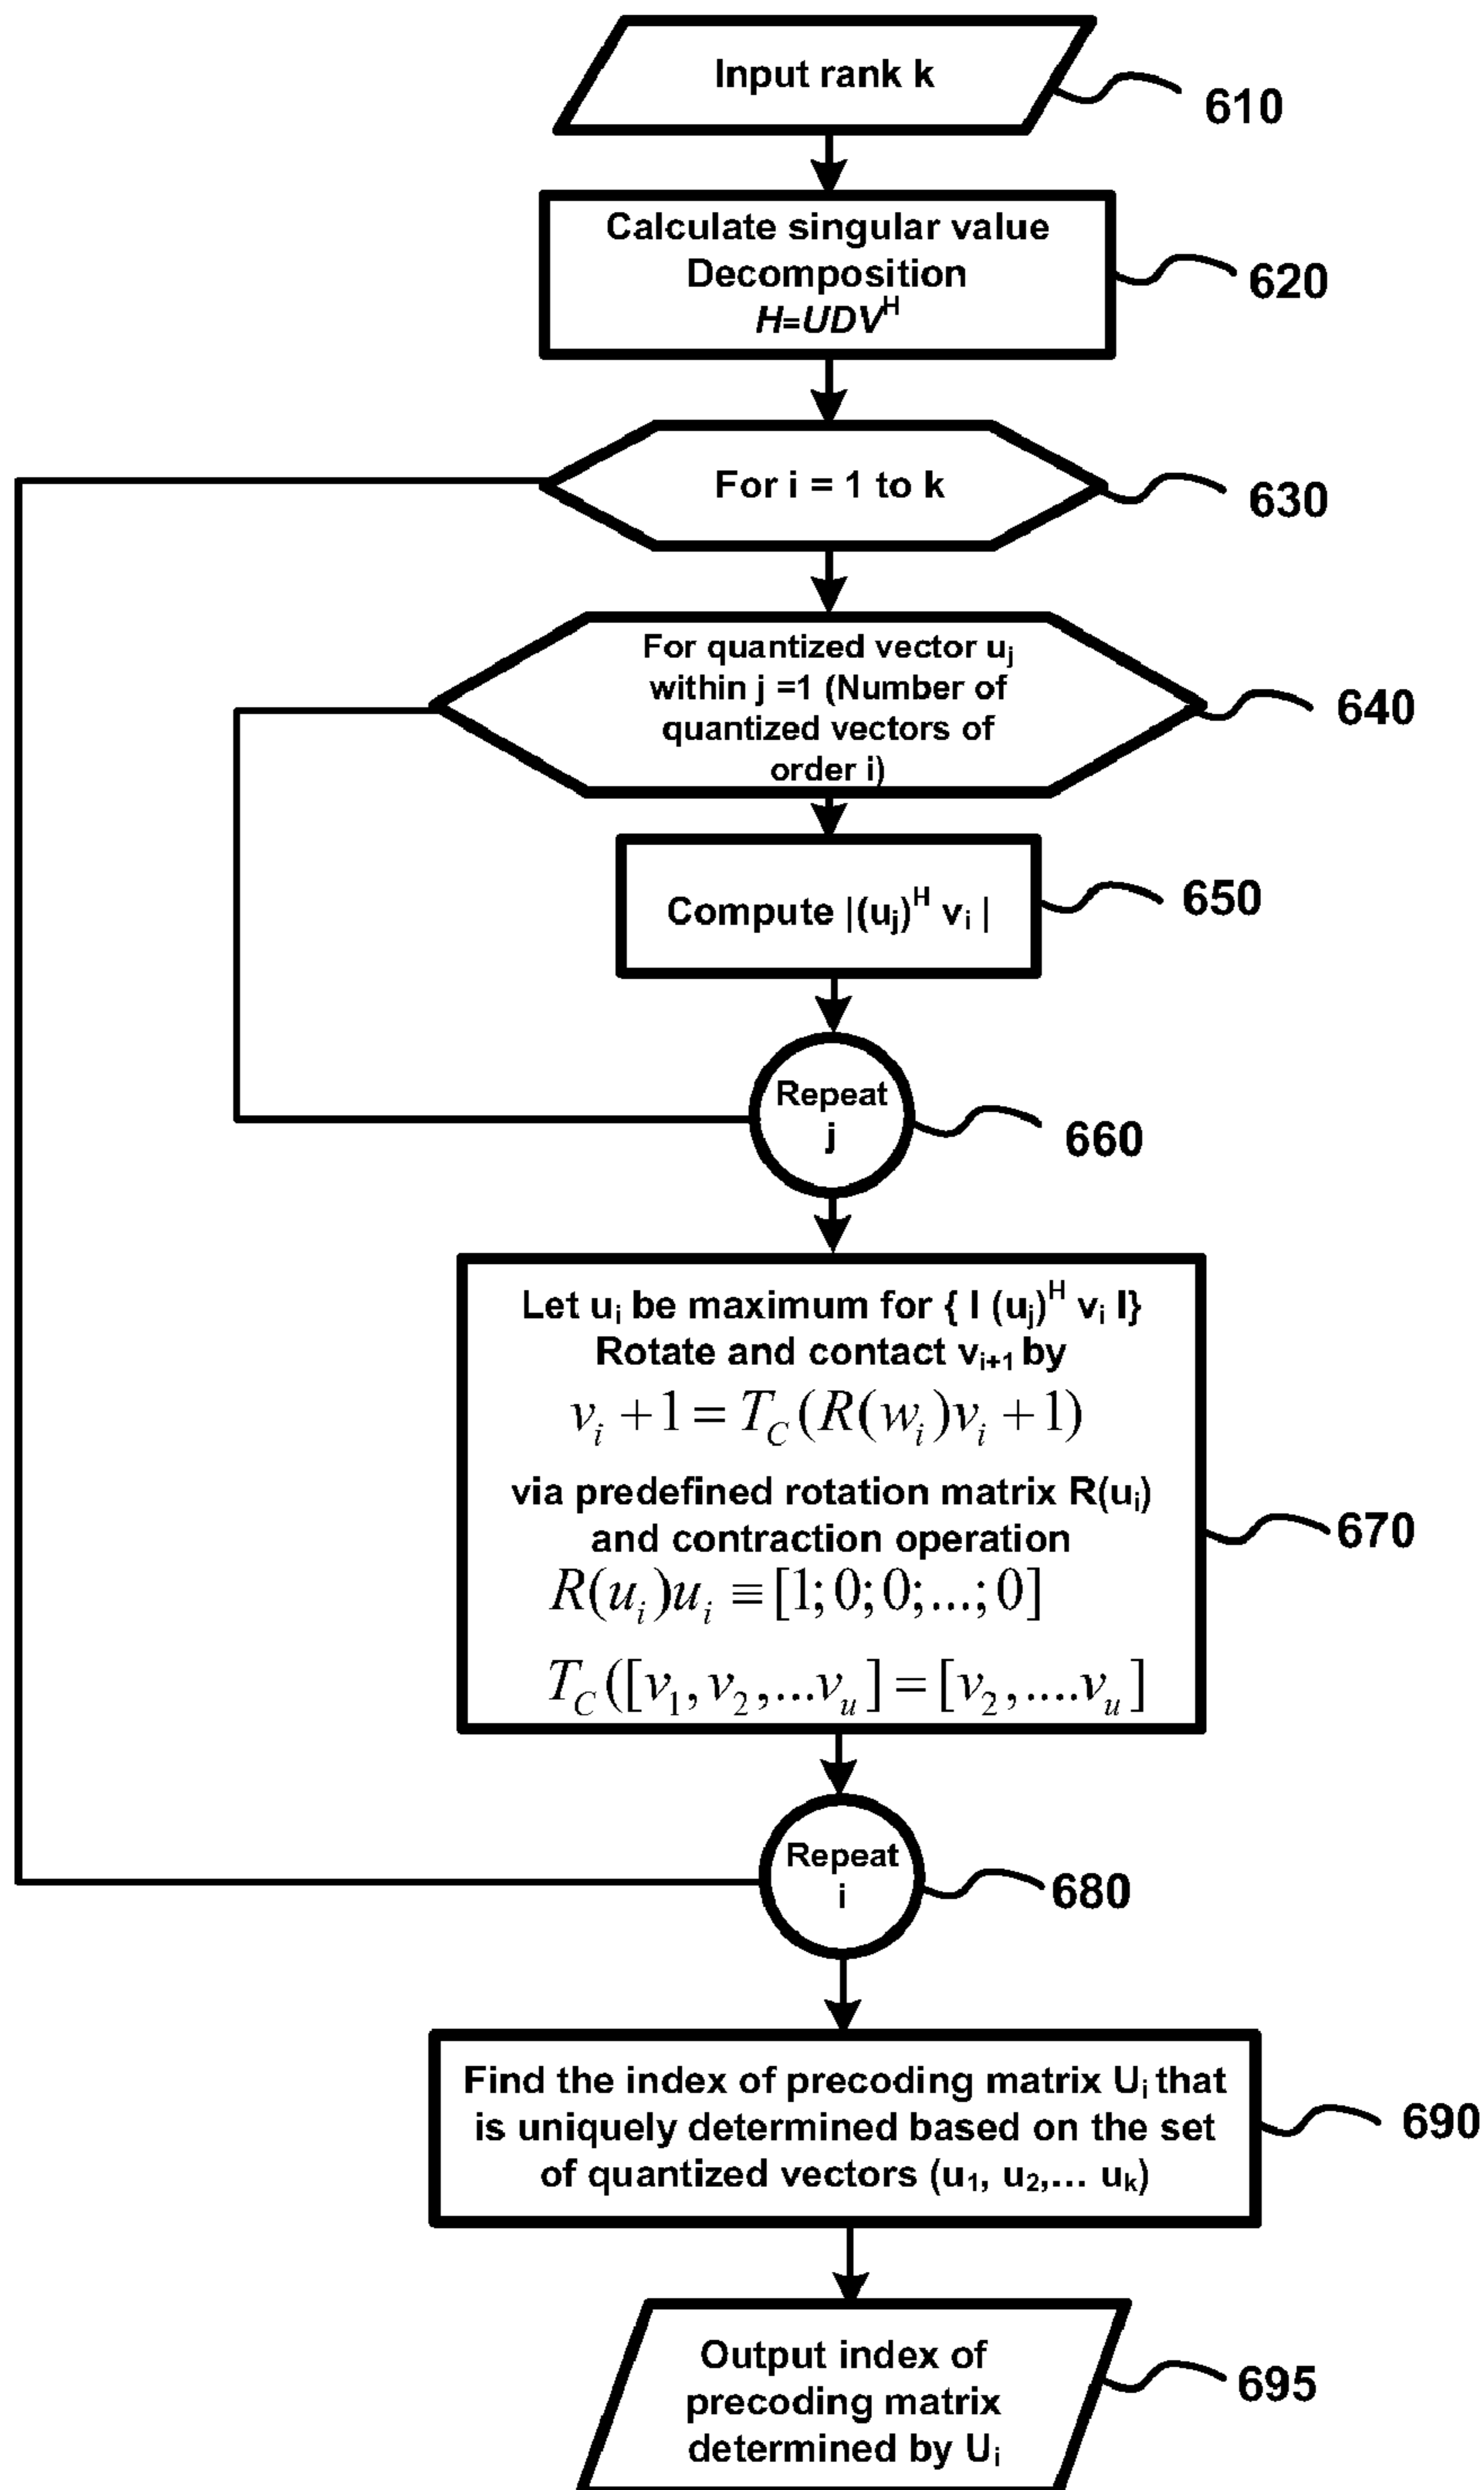 Input rank k
610
Calculate singular value
Decomposition
H=UDV^H
620
For i = 1 to k
630
For quantized vector u_j
within j =1 (Number of
quantized vectors of
order i)
640
Compute |(u_j)^H v_i |
650
Repeat
j
660
Let u_i be maximum for { I (u_j)^H v_i I}
Rotate and contact v_{i+1} by
v_i + 1 = T_C(R(w_i)v_i + 1)
via predefined rotation matrix R(u_i)
and contraction operation
R(u_i)u_i ≡ [1; 0; 0; ...; 0]
T_C([v_1, v_2, ...v_u] = [v_2, ....v_u]
670
Repeat
i
680
Find the index of precoding matrix U_i that
is uniquely determined based on the set
of quantized vectors (u_1, u_2,... u_k)
690
Output index of
precoding matrix
determined by U_i
695